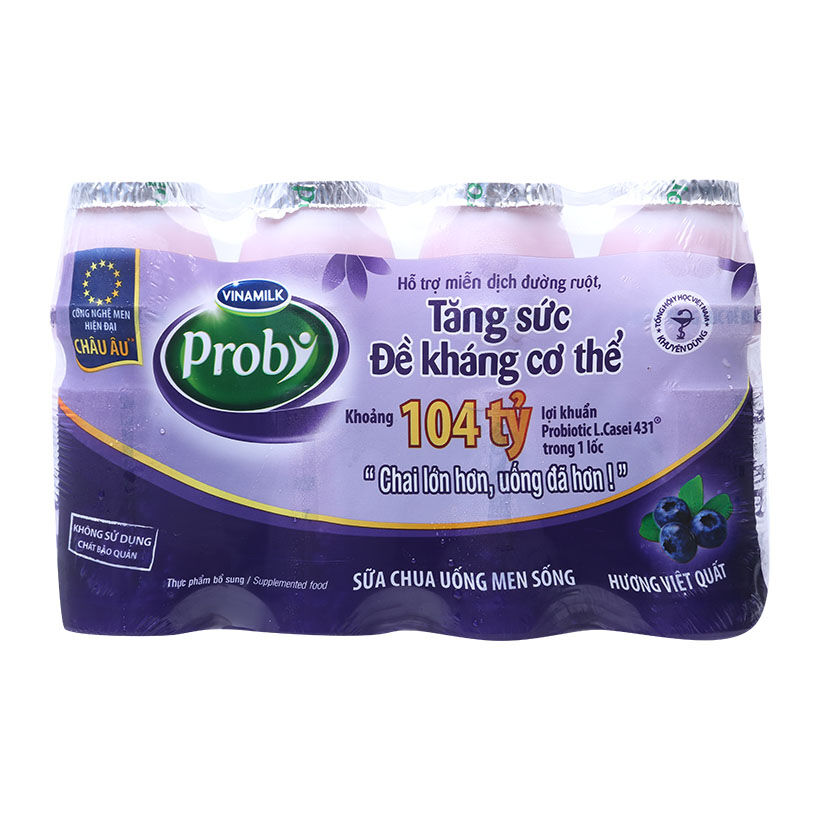 CÔNG NGHỆ MEN
HIỆN ĐẠI
CHÂU ÂU
VINAMILK
Proby
Hỗ trợ miễn dịch đường ruột,
Tăng sức
Đề kháng cơ thể
Khoảng 104 tỷ lợi khuẩn
Probiotic L.Casei 431®
trong 1 lốc
“ Chai lớn hơn, uống đã hơn ! ”
TỔNG HỘI Y HỌC VIỆT NAM
KHUYÊN DÙNG
KHÔNG SỬ DỤNG
CHẤT BẢO QUẢN
Thực phẩm bổ sung / Supplemented food
SỮA CHUA UỐNG MEN SỐNG
HƯƠNG VIỆT QUẤT